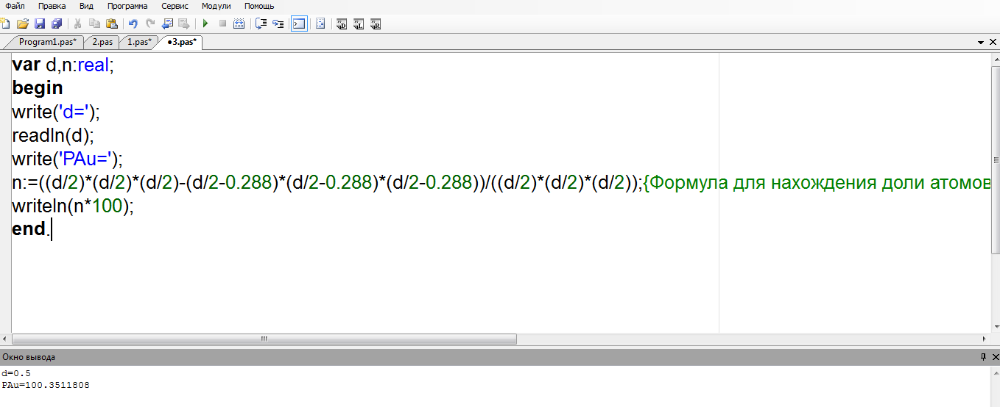 Файл Правка Вид Программа Сервис Модули Помощь
Program1.pas* 2.pas 1.pas* •3.pas*
var d,n:real;
begin
write('d=');
readln(d);
write('PAu=');
n:=((d/2)*(d/2)*(d/2)-(d/2-0.288)*(d/2-0.288)*(d/2-0.288))/((d/2)*(d/2)*(d/2));{Формула для нахождения доли атомов
writeln(n*100);
end.
Окно вывода
d=0.5
PAu=100.3511808